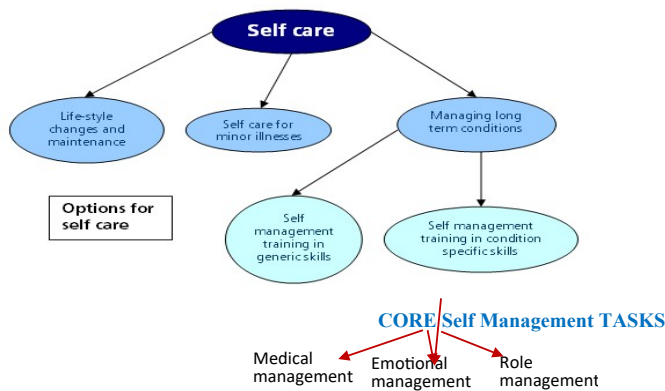 Self care
Life-style
changes and
maintenance
Self care for
minor illnesses
Managing long
term conditions
Options for
self care
Self
management
training in
generic skills
Self management
training in condition
specific skills
CORE Self Management TASKS
Medical
management
Emotional
management
Role
management